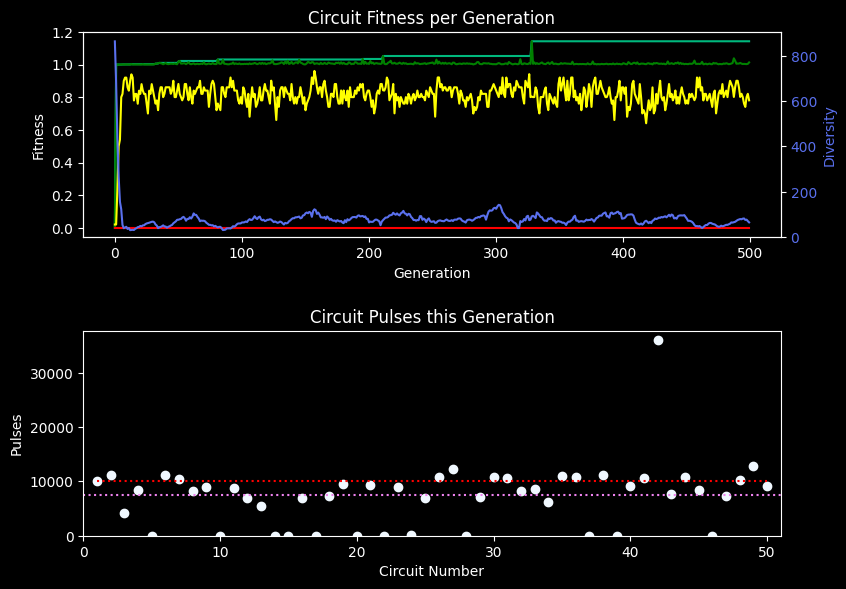 Circuit Fitness per Generation
1.2
1.0
0.8
0.6
0.4
0.2
0.0
Fitness
800
600
400
200
0
Diversity
0 100 200 300 400 500
Generation
Circuit Pulses this Generation
30000
20000
10000
0
Pulses
0 10 20 30 40 50
Circuit Number